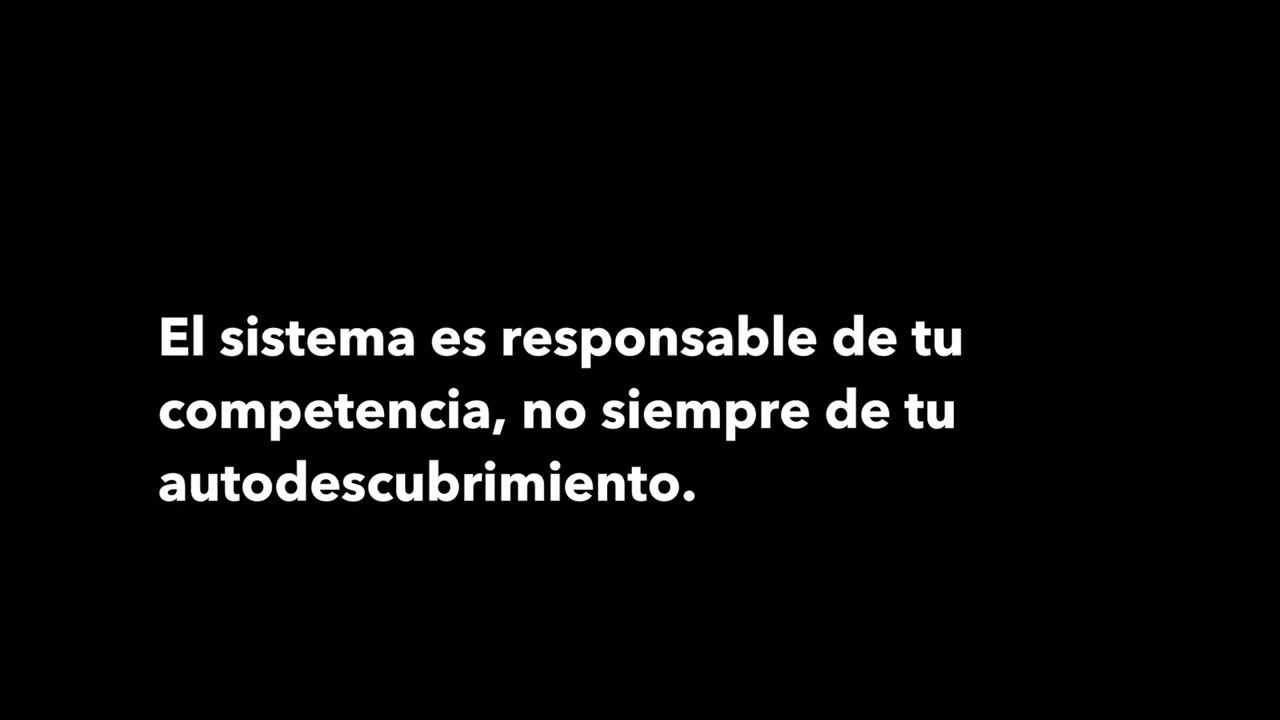 El sistema es responsable de tu
competencia, no siempre de tu
autodescubrimiento.